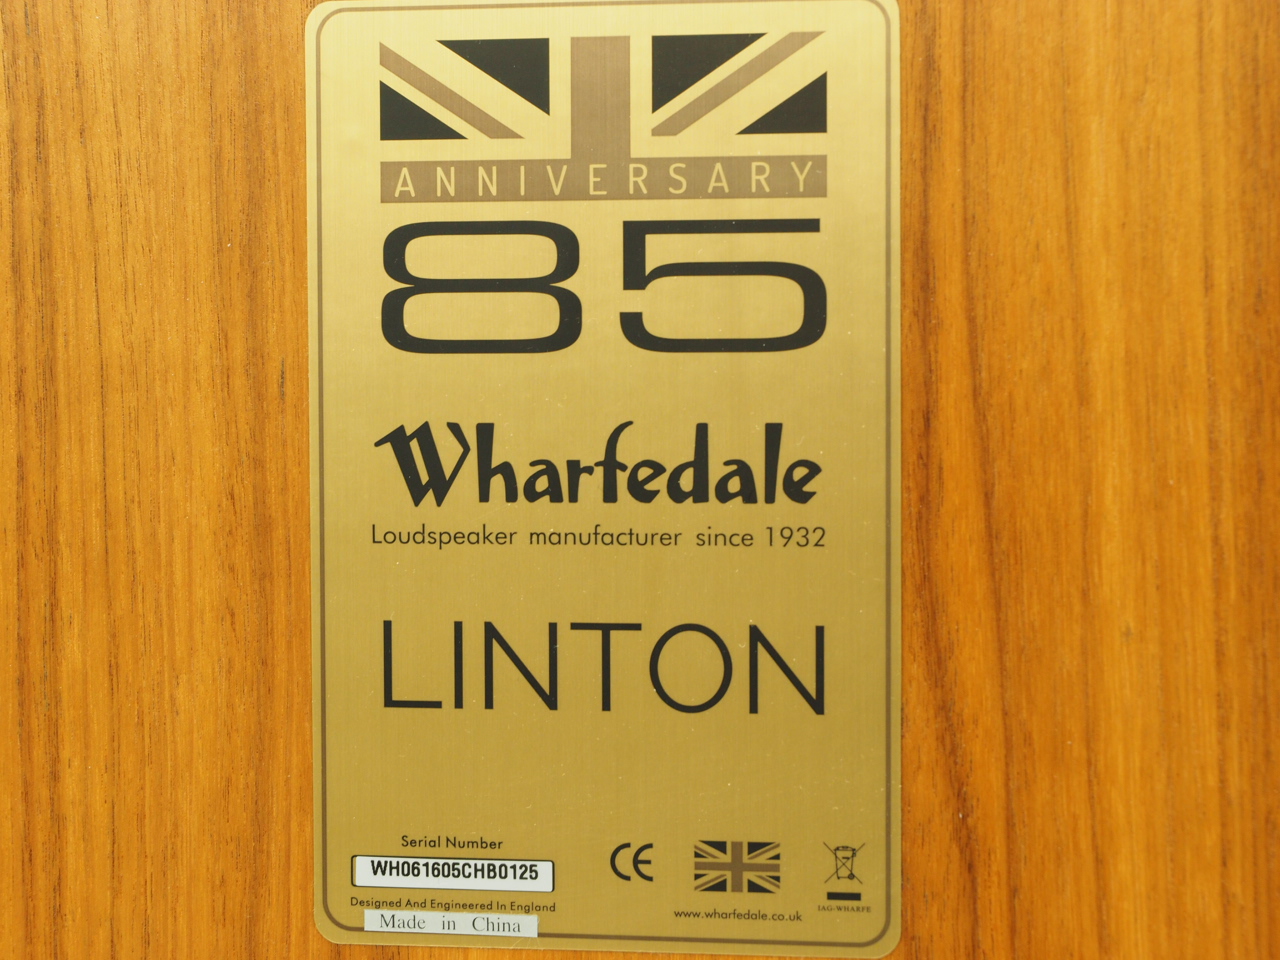 ANNIVERSARY
85
Wharfedale
Loudspeaker manufacturer since 1932
LINTON
Serial Number
WH061605CHB0125
Designed And Engineered In England
Made in China
CE
www.wharfedale.co.uk
IAG-WHARFE